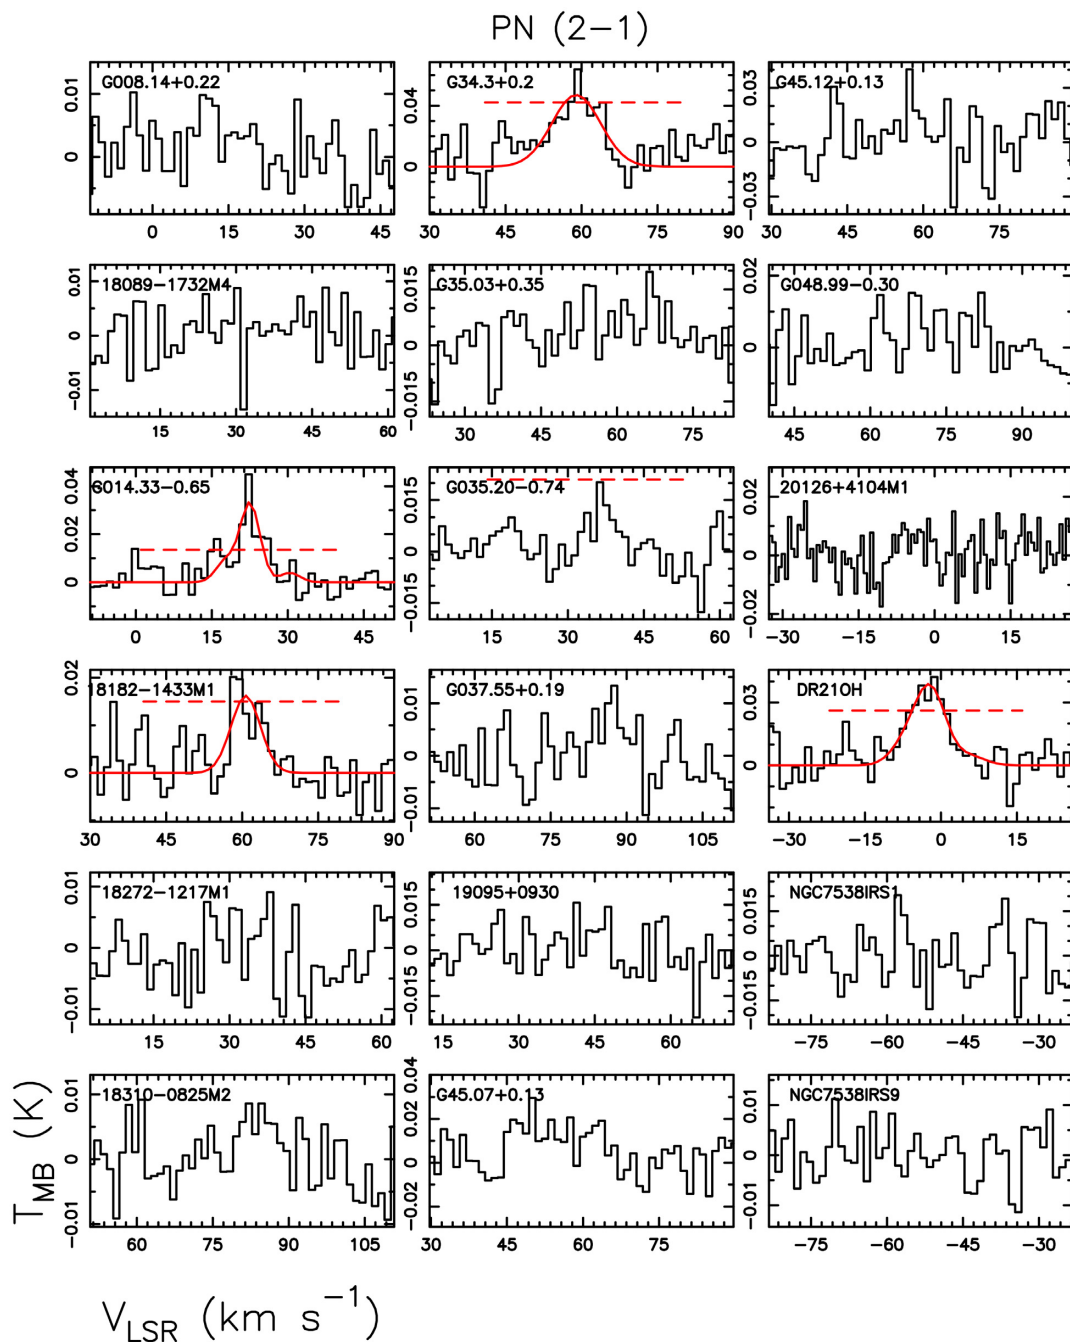 PN (2−1)
G008.14+0.22
G34.3+0.2
G45.12+0.13
0.01
0
0.04
0
0.03
0
−0.03
0 15 30 45
30 45 60 75 90
30 45 60 75
18089−1732M4
G35.03+0.35
G048.99−0.30
0.01
0
−0.01
0.015
0
−0.015
0.02
0
15 30 45 60
30 45 60 75
45 60 75 90
G014.33−0.65
G035.20−0.74
20126+4104M1
0.04
0.02
0
0.015
0
−0.015
0.02
0
−0.02
0 15 30 45
15 30 45 60
−30 −15 0 15
18182−1433M1
G037.55+0.19
DR21OH
0.02
0
0.01
0
−0.01
0.03
0
30 45 60 75 90
60 75 90 105
−30 −15 0 15
18272−1217M1
19095+0930
NGC7538IRS1
0.01
0
−0.01
0.015
0
−0.015
0.015
0
−0.015
15 30 45 60
15 30 45 60 75
−75 −60 −45 −30
18310−0825M2
G45.07+0.13
NGC7538IRS9
0.01
0
−0.01
0.04
0.02
0
−0.02
0.01
0
−0.01
60 75 90 105
30 45 60 75
−75 −60 −45 −30
T_MB (K)
V_LSR (km s^−1)